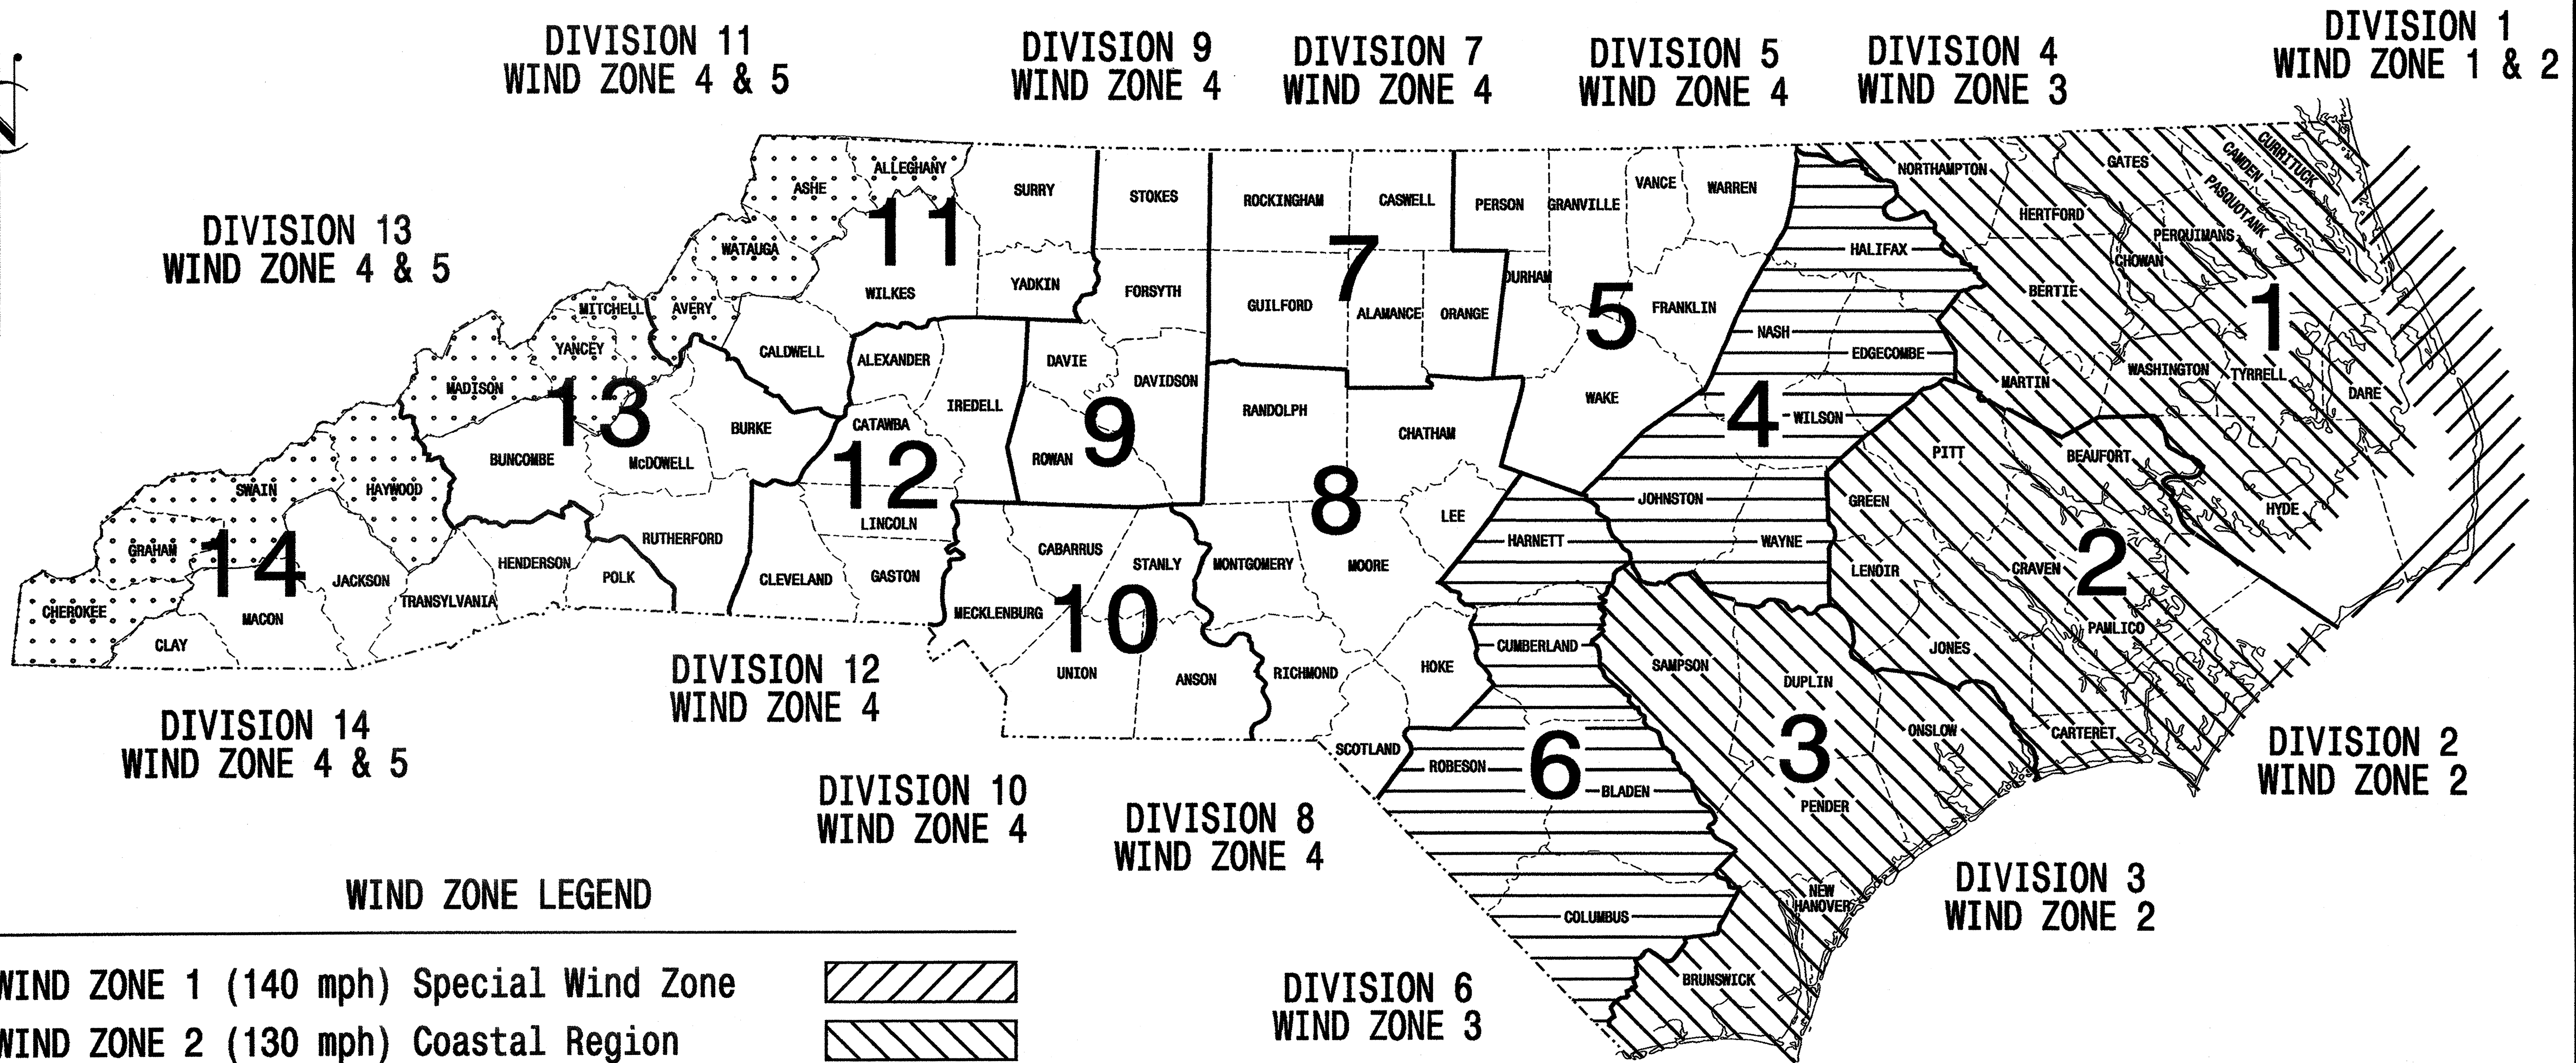 DIVISION 11
WIND ZONE 4 & 5
DIVISION 9
WIND ZONE 4
DIVISION 7
WIND ZONE 4
DIVISION 5
WIND ZONE 4
DIVISION 4
WIND ZONE 3
DIVISION 1
WIND ZONE 1 & 2
DIVISION 13
WIND ZONE 4 & 5
ASHE
ALLEGHANY
11
SURRY
STOKES
ROCKINGHAM
CASWELL
PERSON
GRANVILLE
VANCE
WARREN
NORTHAMPTON
GATES
CAMDEN
CURRITUCK
PASQUOTANK
HERTFORD
PERQUIMANS
CHOWAN
HALIFAX
WATAUGA
WILKES
YADKIN
FORSYTH
7
GUILFORD
ALAMANCE
ORANGE
DURHAM
5
FRANKLIN
NASH
EDGECOMBE
BERTIE
1
MITCHELL
AVERY
YANCEY
CALDWELL
ALEXANDER
DAVIE
DAVIDSON
MADISON
13
BURKE
IREDELL
CATAWBA
9
RANDOLPH
CHATHAM
WAKE
4
WILSON
MARTIN
WASHINGTON
TYRRELL
DARE
BUNCOMBE
McDOWELL
12
ROWAN
8
LEE
JOHNSTON
PITT
BEAUFORT
HYDE
SWAIN
HAYWOOD
LINCOLN
HARNETT
WAYNE
GREEN
GRAHAM
14
JACKSON
HENDERSON
RUTHERFORD
POLK
CLEVELAND
GASTON
CABARRUS
STANLY
MONTGOMERY
MOORE
LENOIR
CRAVEN
2
CHEROKEE
MACON
TRANSYLVANIA
MECKLENBURG
10
CUMBERLAND
SAMPSON
JONES
PAMLICO
CLAY
UNION
ANSON
RICHMOND
HOKE
DUPLIN
DIVISION 12
WIND ZONE 4
SCOTLAND
ROBESON
6
BLADEN
3
ONSLOW
CARTERET
PENDER
DIVISION 14
WIND ZONE 4 & 5
DIVISION 2
WIND ZONE 2
DIVISION 10
WIND ZONE 4
DIVISION 8
WIND ZONE 4
COLUMBUS
NEW
HANOVER
DIVISION 3
WIND ZONE 2
BRUNSWICK
DIVISION 6
WIND ZONE 3
WIND ZONE LEGEND
WIND ZONE 1 (140 mph) Special Wind Zone
WIND ZONE 2 (130 mph) Coastal Region